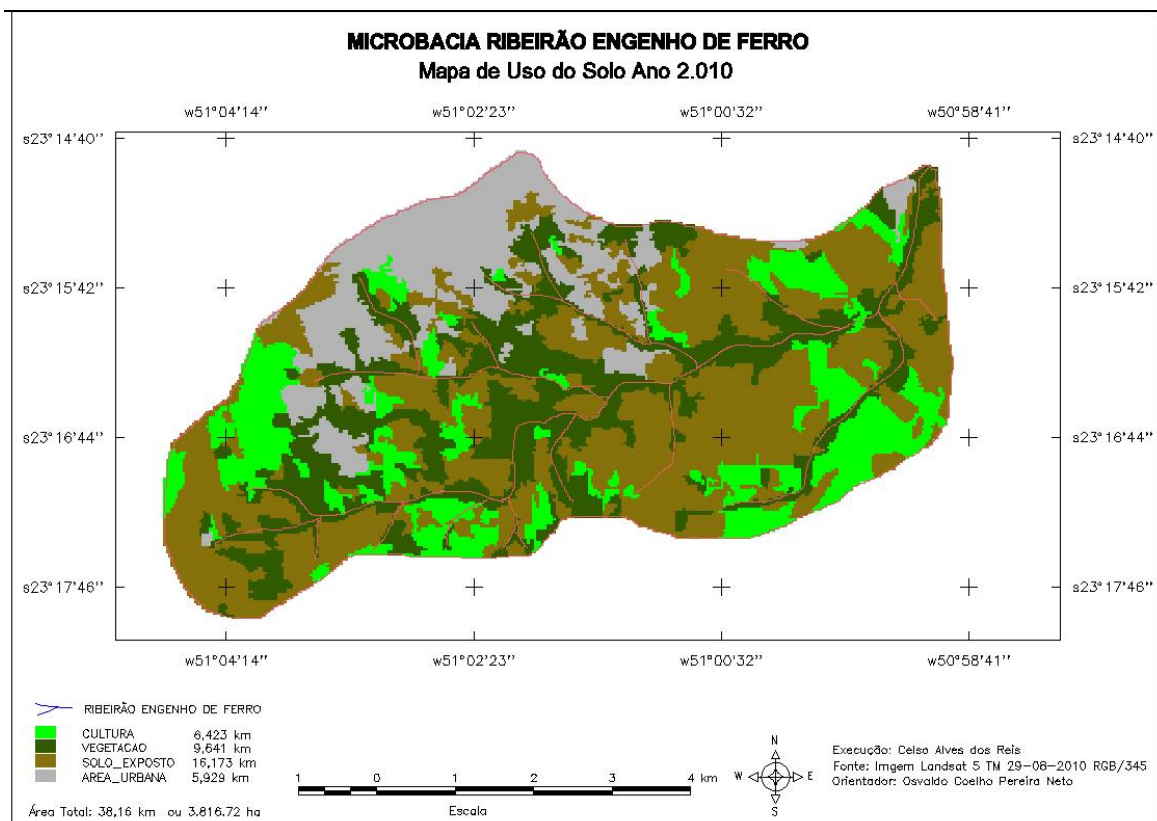 MICROBACIA RIBEIRÃO ENGENHO DE FERRO
Mapa de Uso do Solo Ano 2.010
w51°04'14'' w51°02'23'' w51°00'32'' w50°58'41''
s23°14'40'' s23°14'40''
s23°15'42'' s23°15'42''
s23°16'44'' s23°16'44''
s23°17'46'' s23°17'46''
w51°04'14'' w51°02'23'' w51°00'32'' w50°58'41''
RIBEIRÃO ENGENHO DE FERRO
CULTURA 6,423 km
VEGETACAO 9,641 km
SOLO_EXPOSTO 16,173 km
AREA_URBANA 5,929 km
Área Total: 38,16 km ou 3.816.72 ha
1 0 1 2 3 4 km
Escala
N
W E
S
Execução: Celso Alves dos Reis
Fonte: Imgem Landsat 5 TM 29-08-2010 RGB/345
Orientador: Osvaldo Coelho Pereira Neto